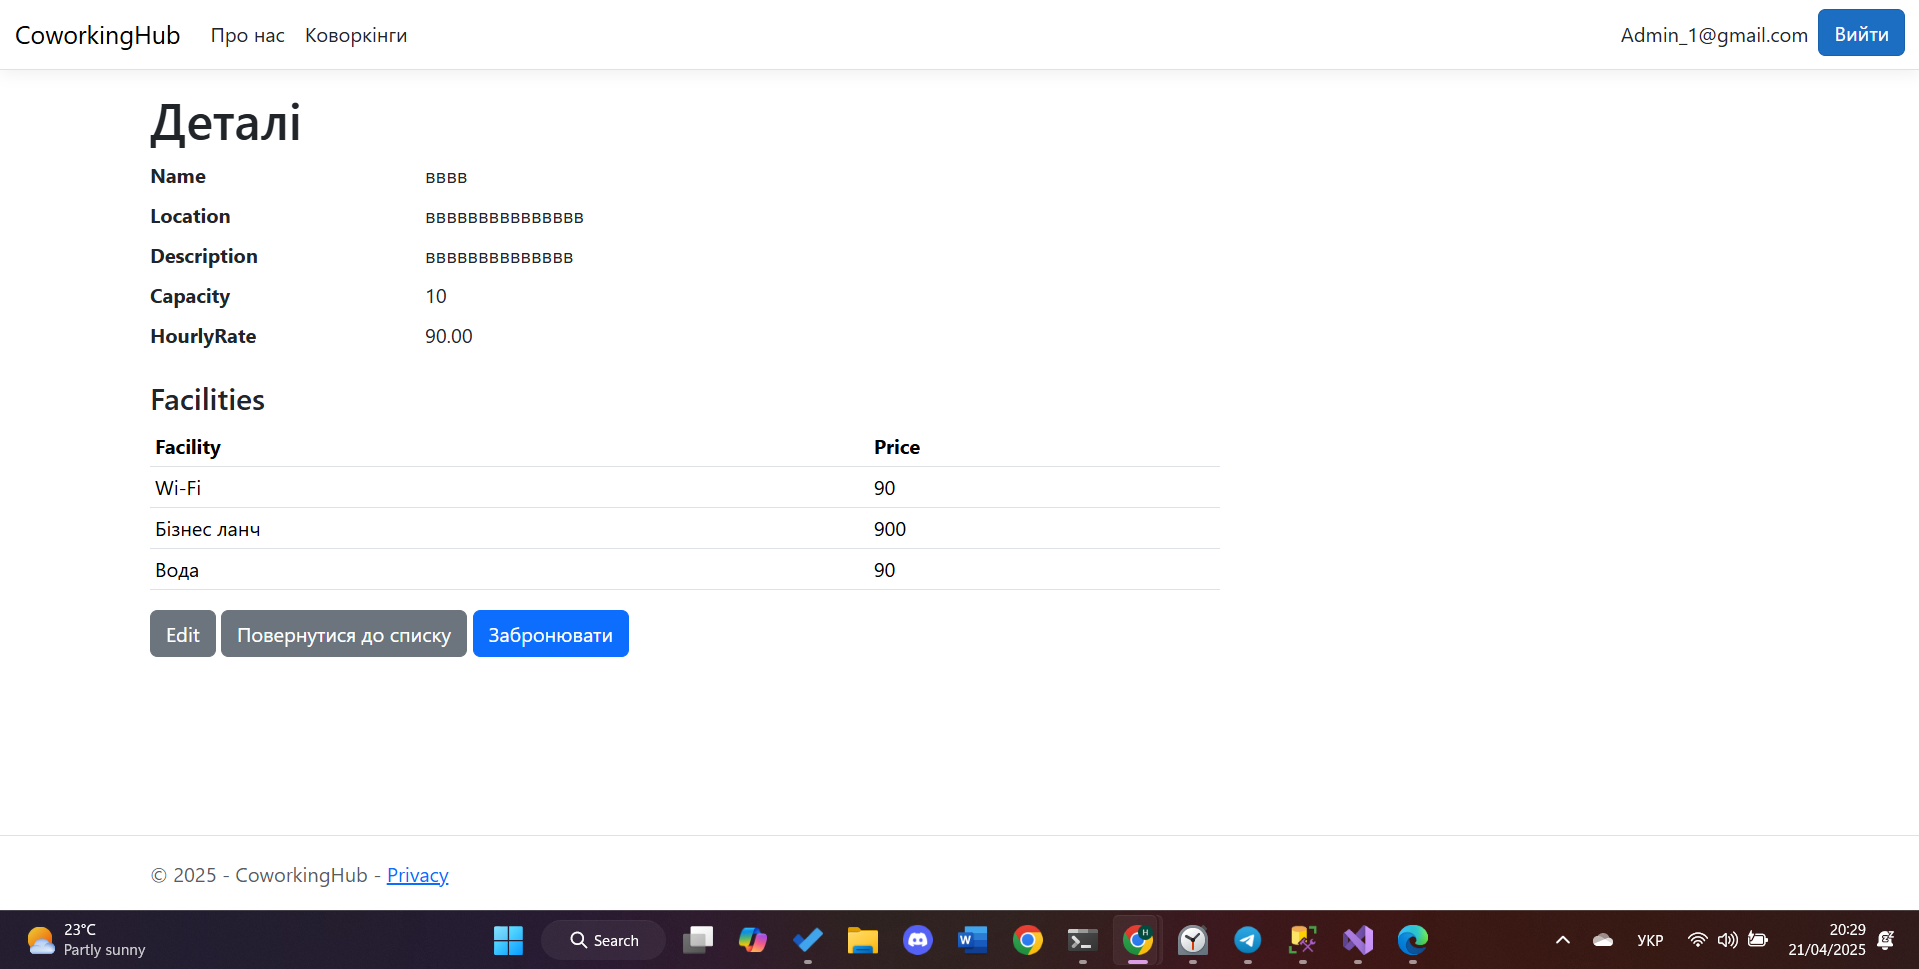 CoworkingHub Про нас Коворкінги Admin_1@gmail.com Вийти
Деталі
Name вввв
Location ввввввввввввввв
Description вввввввввввввв
Capacity 10
HourlyRate 90.00
Facilities
Facility Price
Wi-Fi 90
Бізнес ланч 900
Вода 90
Edit Повернутися до списку Забронювати
© 2025 - CoworkingHub - Privacy
23°C
Partly sunny
Search
УКР
20:29
21/04/2025